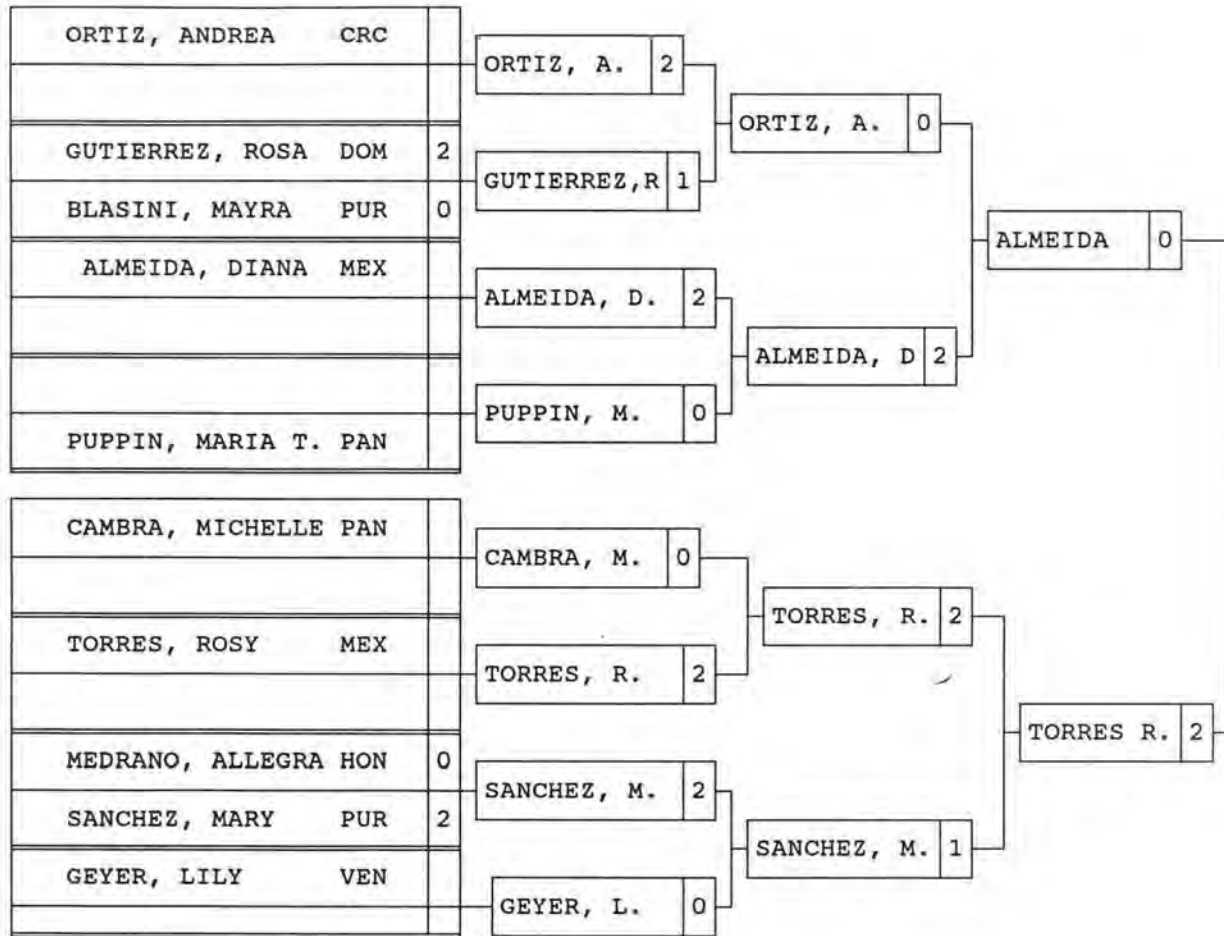 ORTIZ, ANDREA CRC
ORTIZ, A. 2
ORTIZ, A. 0
GUTIERREZ, ROSA DOM 2
GUTIERREZ,R 1
BLASINI, MAYRA PUR 0
ALMEIDA 0
ALMEIDA, DIANA MEX
ALMEIDA, D. 2
ALMEIDA, D 2
PUPPIN, M. 0
PUPPIN, MARIA T. PAN
CAMBRA, MICHELLE PAN
CAMBRA, M. 0
TORRES, R. 2
TORRES, ROSY MEX
TORRES, R. 2
TORRES R. 2
MEDRANO, ALLEGRA HON 0
SANCHEZ, M. 2
SANCHEZ, MARY PUR 2
SANCHEZ, M. 1
GEYER, LILY VEN
GEYER, L. 0